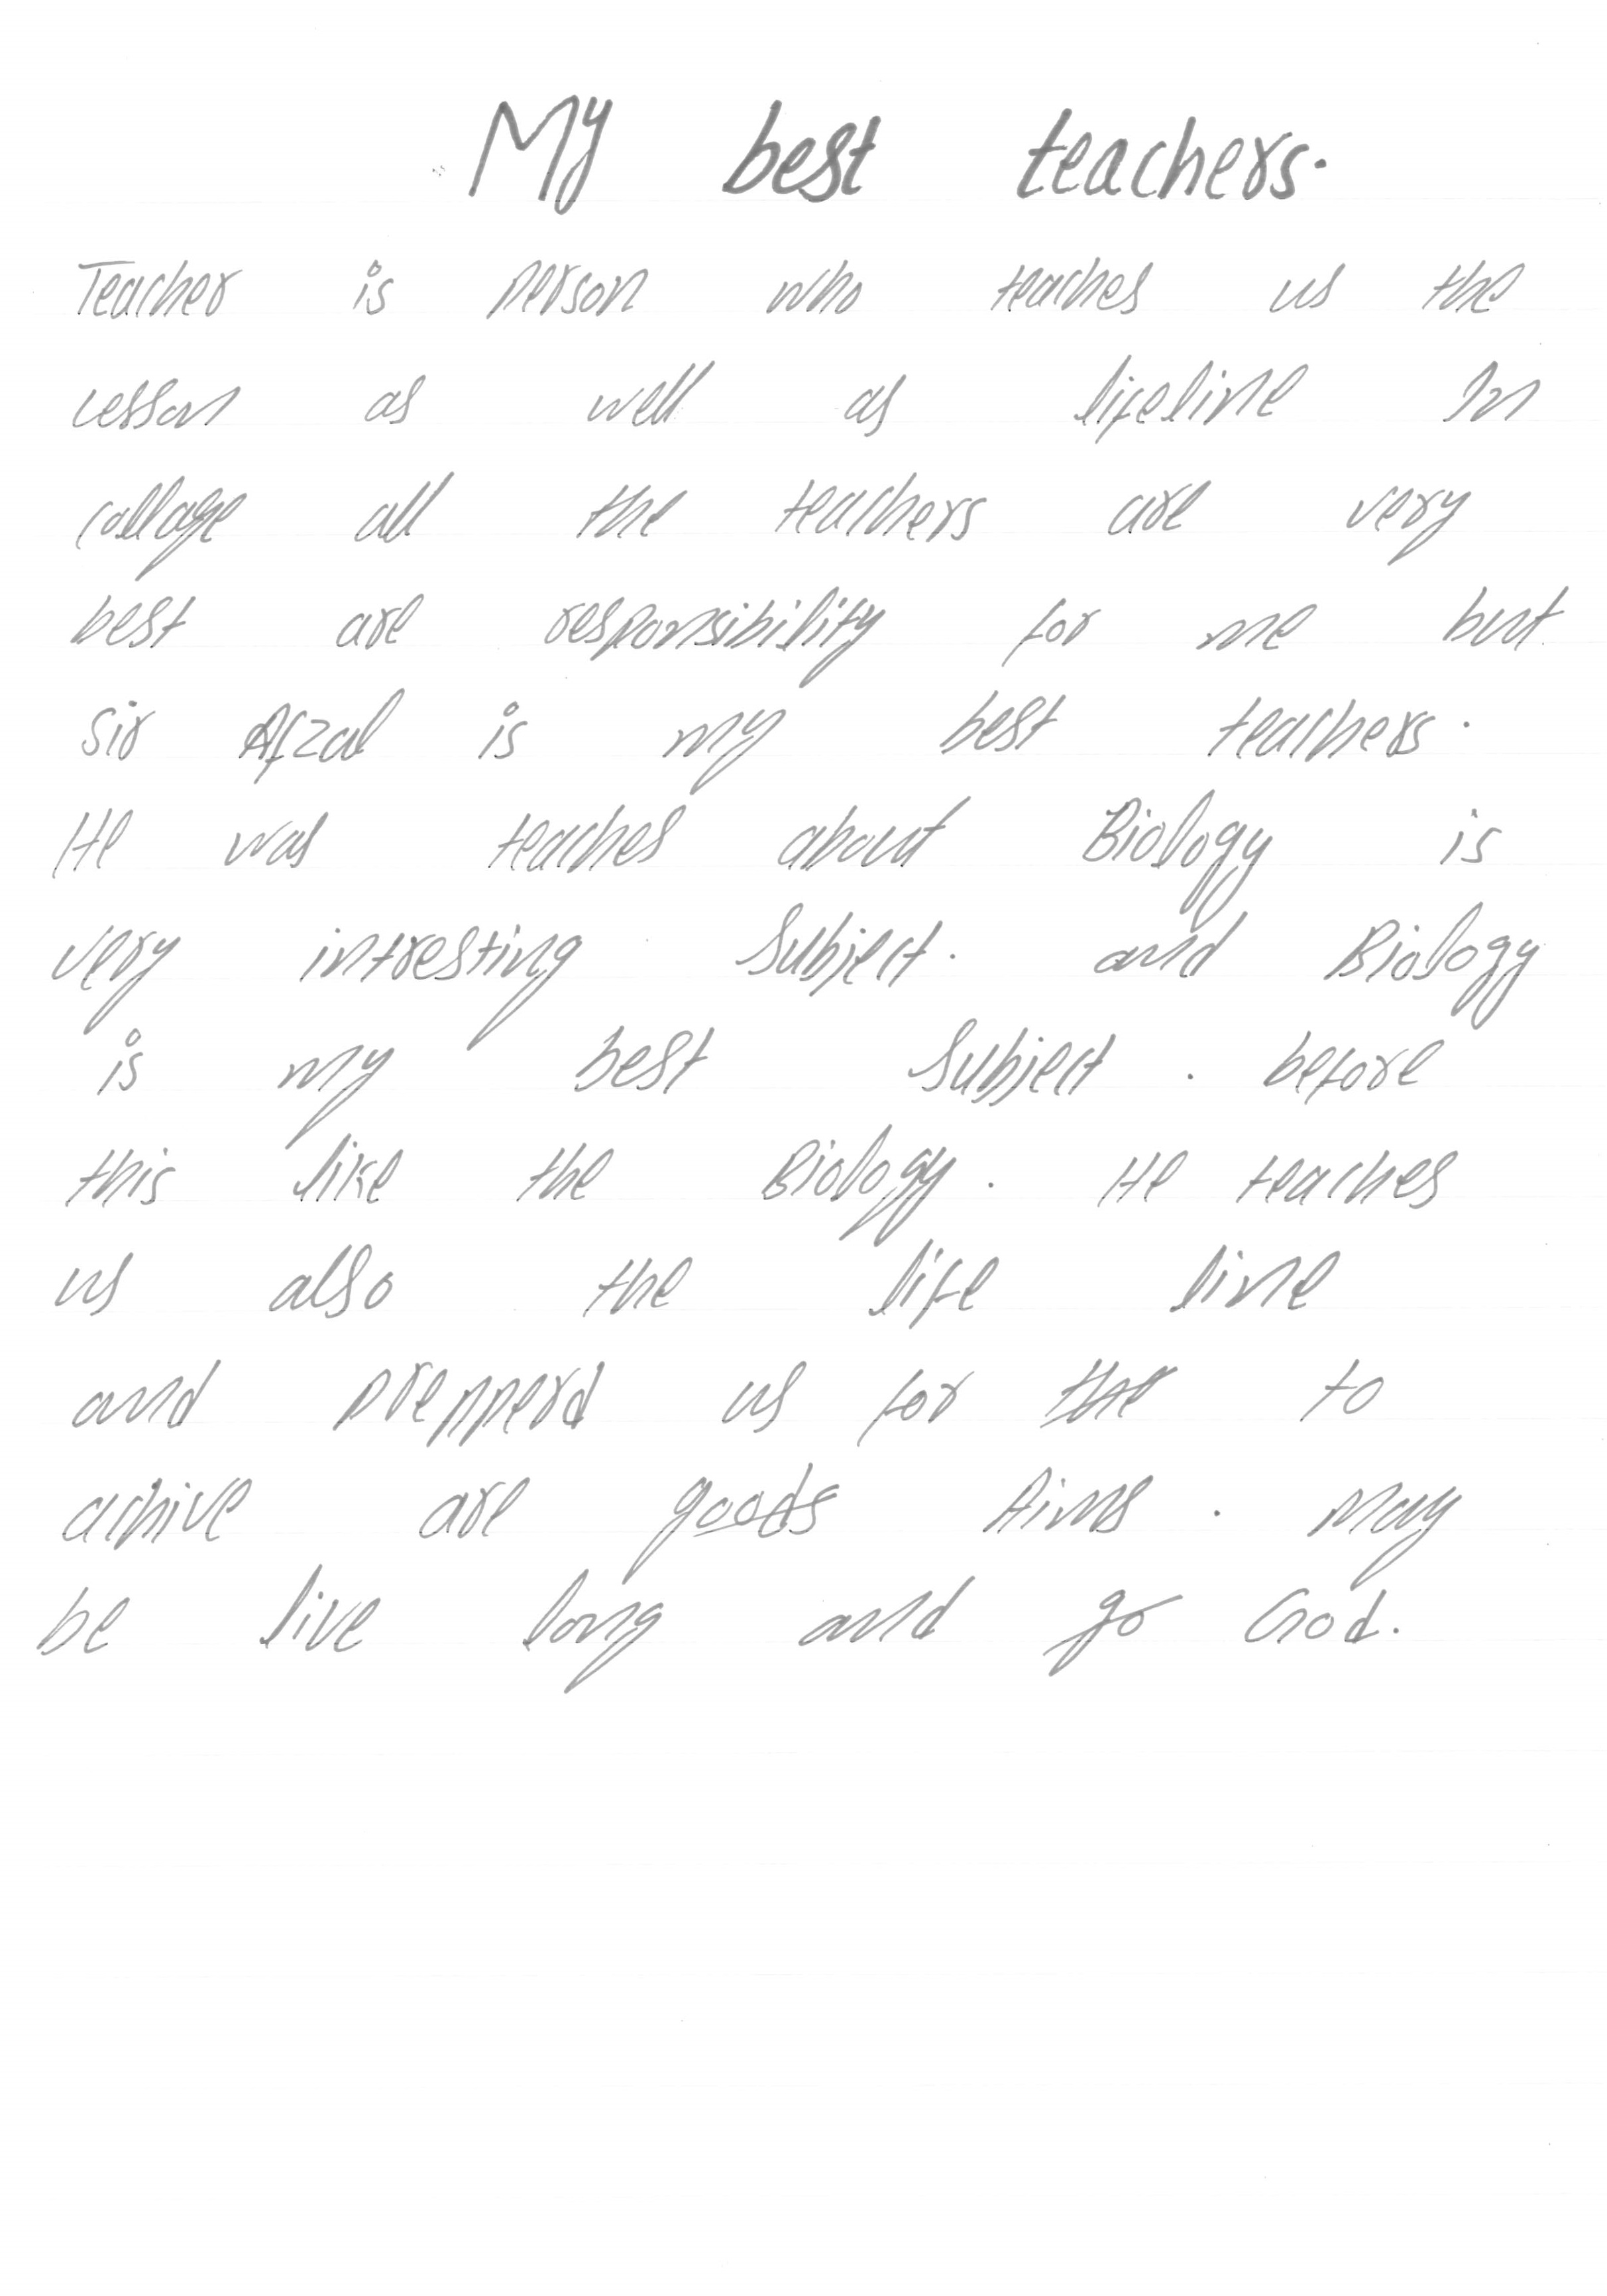 My best teachers.
Teacher is person who teaches us the
lesson as well as lifeline In
collage all the teachers are very
best are responsibility for me but
Sir Afzal is my best teachers.
He was teaches about Biology is
very intresting Subject. and Biology
is my best Subject. before
this like the Biology. He teaches
us also the life line
and prepperd us for the to
achive are goods Aims. May
be live long and go God.